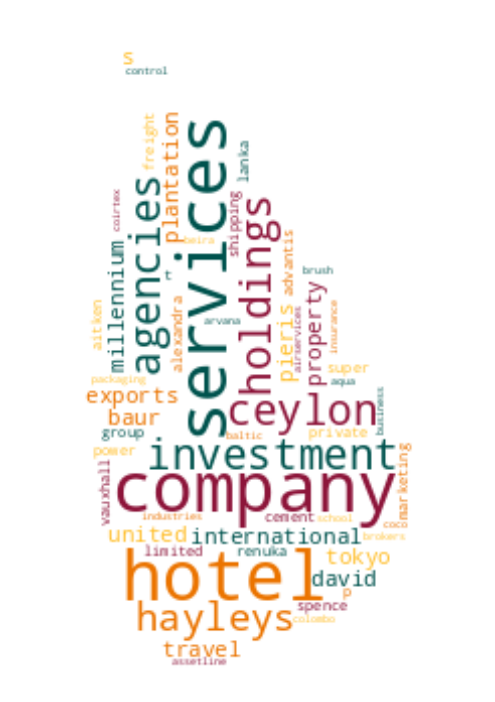 s
control
freight
plantation
services
lanka
agencies
coirtex
shipping
holdings
beira
millennium
advantis
pieris
t
brush
airservices
property
aitken
alexandra
arvana
insurance
super
packaging
aqua
exports
business
baur
ceylon
group
baltic
private
power
investment
marketing
vauxhall
company
industries
cement
school
coco
united
international
brokers
limited
renuka
tokyo
hotel
david
p
spence
hayleys
colombo
travel
assetline